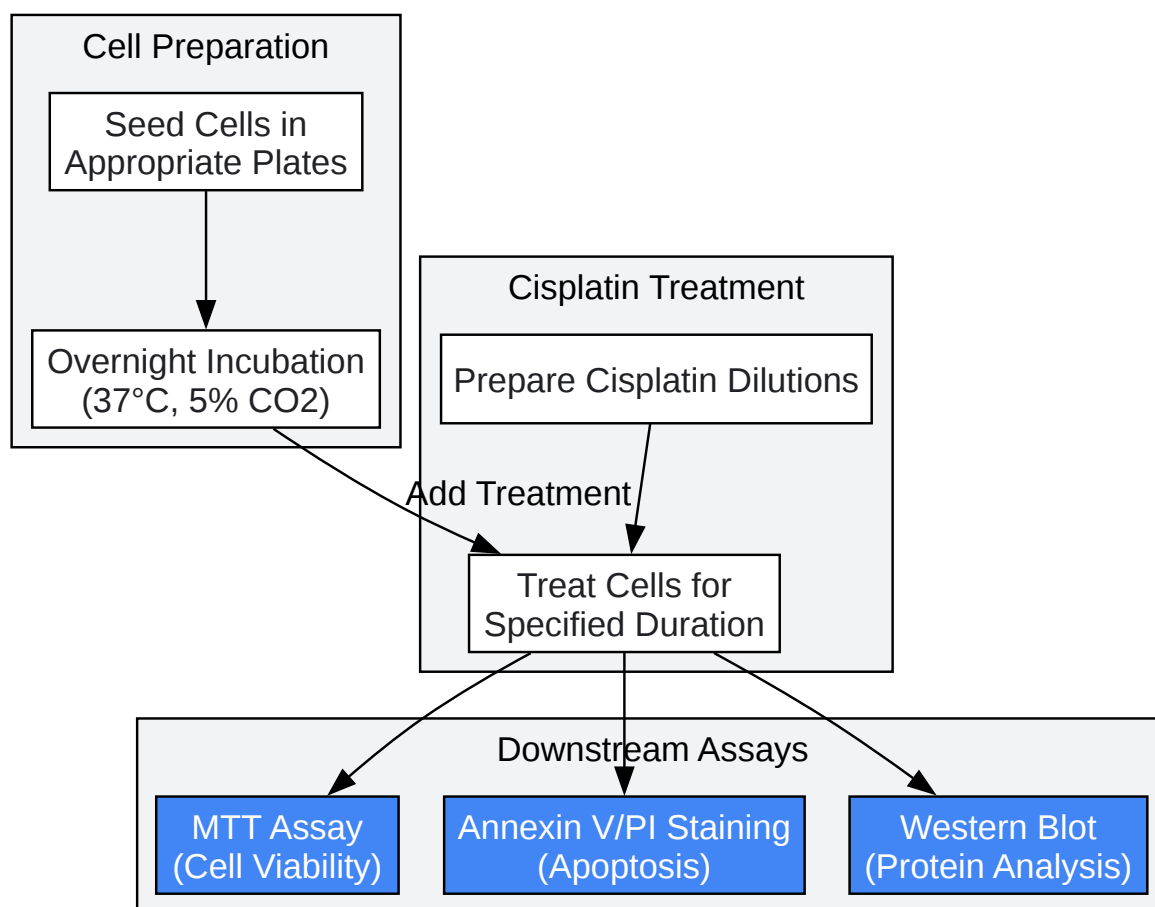 Cell Preparation
Seed Cells in
Appropriate Plates
Overnight Incubation
(37°C, 5% CO2)
Cisplatin Treatment
Prepare Cisplatin Dilutions
Add Treatment
Treat Cells for
Specified Duration
Downstream Assays
MTT Assay
(Cell Viability)
Annexin V/PI Staining
(Apoptosis)
Western Blot
(Protein Analysis)